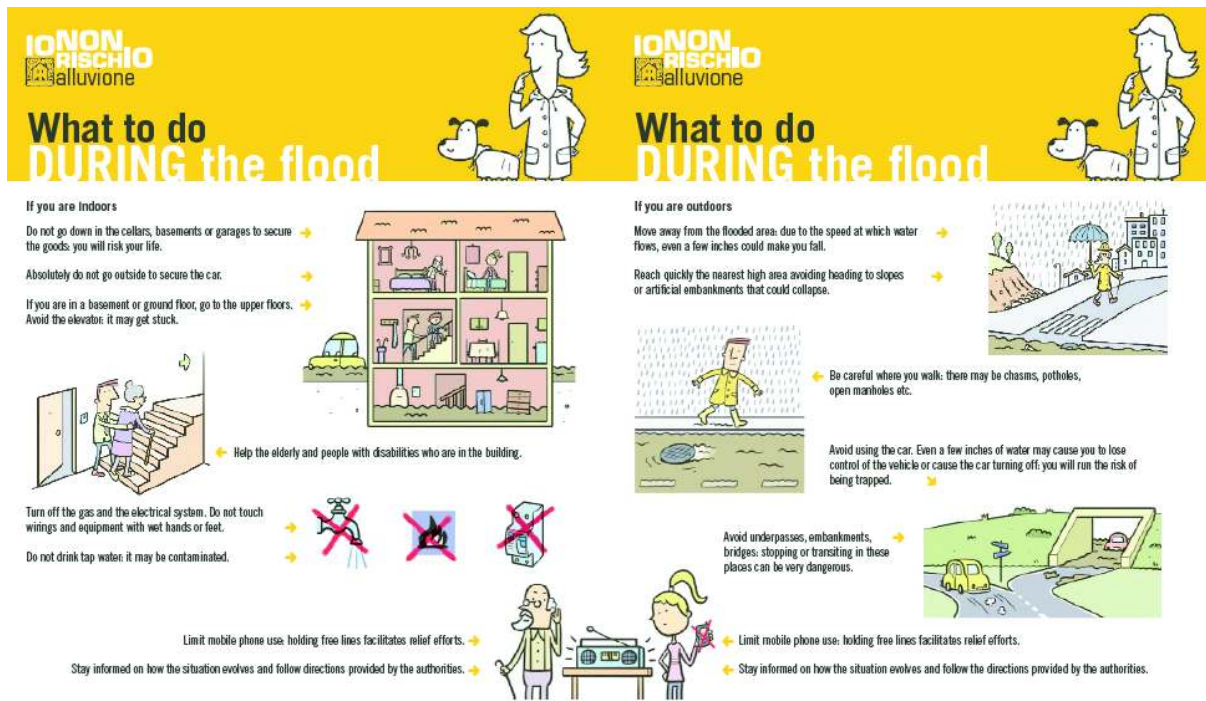 IO NON
RISCHIO
alluvione
What to do
DURING the flood
If you are indoors
Do not go down in the cellars, basements or garages to secure
the goods: you will risk your life.
Absolutely do not go outside to secure the car.
If you are in a basement or ground floor, go to the upper floors.
Avoid the elevator: it may get stuck.
Help the elderly and people with disabilities who are in the building.
Turn off the gas and the electrical system. Do not touch
wirings and equipment with wet hands or feet.
Do not drink tap water: it may be contaminated.
Limit mobile phone use: holding free lines facilitates relief efforts.
Stay informed on how the situation evolves and follow directions provided by the authorities.
IO NON
RISCHIO
alluvione
What to do
DURING the flood
If you are outdoors
Move away from the flooded area: due to the speed at which water
flows, even a few inches could make you fall.
Reach quickly the nearest high area avoiding heading to slopes
or artificial embankments that could collapse.
Be careful where you walk: there may be chasms, potholes,
open manholes etc.
Avoid using the car. Even a few inches of water may cause you to lose
control of the vehicle or cause the car turning off: you will run the risk of
being trapped.
Avoid underpasses, embankments,
bridges: stopping or transiting in these
places can be very dangerous.
Limit mobile phone use: holding free lines facilitates relief efforts.
Stay informed on how the situation evolves and follow the directions provided by the authorities.